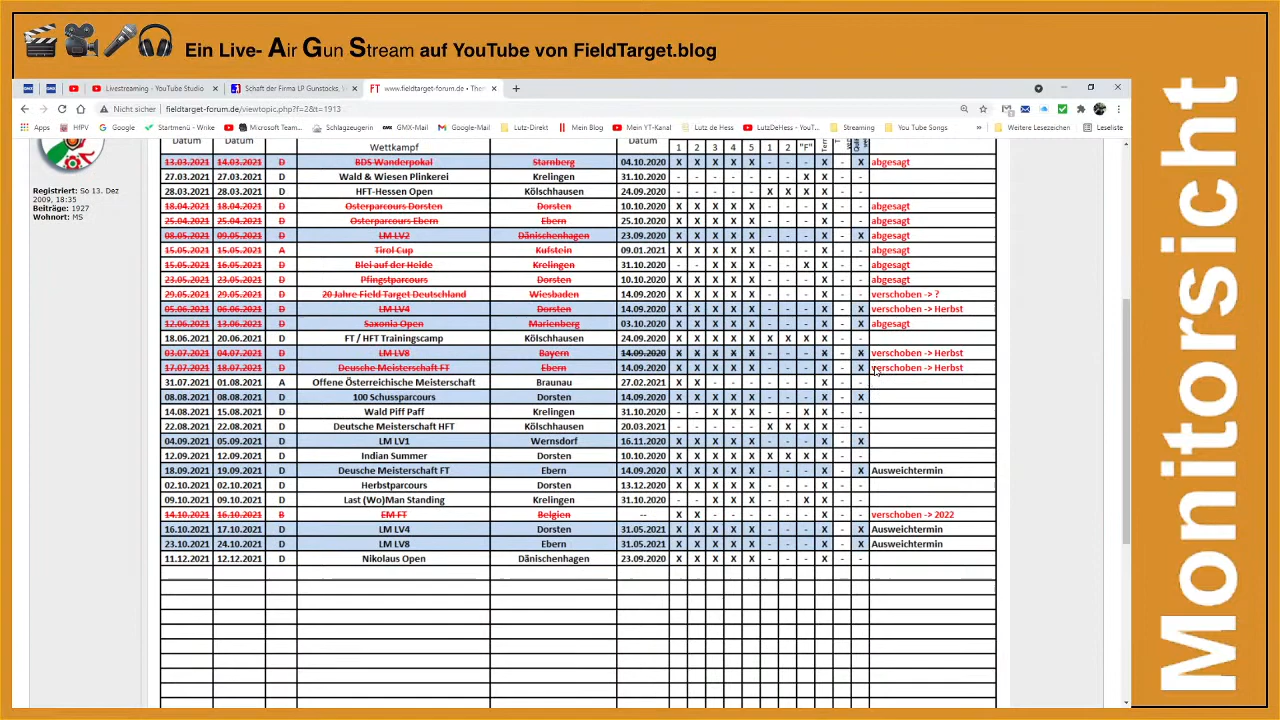 Ein Live- Air Gun Stream auf YouTube von FieldTarget.blog
Livestreaming - YouTube Studio
Schaft der Firma LP Gunstocks, V
www.fieldtarget-forum.de • Then
Nicht sicher | fieldtarget-forum.de/viewtopic.php?f=2&t=1913
Apps HfPV Google Startmenü - Wnke Microsoft Team... Schlagzeugerin GMX-Mail Google-Mail Lutz-Direkt Mein Blog Mein YT-Kanal Lutz de Hess LutzDeHess - YouT... Streaming You Tube Songs » Weitere Lesezeichen Leseliste
Registriert: So 13. Dez
2009, 18:35
Beiträge: 1927
Wohnort: MS
Datum Datum Wettkampf Datum 1 2 3 4 5 1 2 "F"
13.03.2021 14.03.2021 D BDS Wanderpokal Starnberg 04.10.2020 X X X X X - - - X - X abgesagt
27.03.2021 27.03.2021 D Wald & Wiesen Plinkerei Krelingen 31.10.2020 - - - - - - - X X - -
28.03.2021 28.03.2021 D HFT-Hessen Open Kölschhausen 24.09.2020 - - - - - X X X X - -
18.04.2021 18.04.2021 D Osterparcours Dorsten Dorsten 10.10.2020 X X X X X - - - X - - abgesagt
25.04.2021 25.04.2021 D Osterparcours Ebern Ebern 25.10.2020 X X X X X - - - X - - abgesagt
08.05.2021 09.05.2021 D LM LV2 Dänischenhagen 23.09.2020 X X X X X - - - X - X abgesagt
15.05.2021 15.05.2021 A Tirol Cup Kufstein 09.01.2021 X X X X X - - - X - - abgesagt
15.05.2021 16.05.2021 D Blei auf der Heide Krelingen 31.10.2020 - - X X X - - X X - - abgesagt
23.05.2021 23.05.2021 D Pfingstparcours Dorsten 10.10.2020 X X X X X - - - X - - abgesagt
29.05.2021 29.05.2021 D 20 Jahre Field Target Deutschland Wiesbaden 14.09.2020 X X X X X - - - X - - verschoben -> ?
05.06.2021 06.06.2021 D LM LV4 Dorsten 14.09.2020 X X X X X - - - X - X verschoben -> Herbst
12.06.2021 13.06.2021 D Saxonia Open Marienberg 03.10.2020 X X X X X - - - X - X abgesagt
18.06.2021 20.06.2021 D FT / HFT Trainingscamp Kölschhausen 24.09.2020 X X X X X X X X X - -
03.07.2021 04.07.2021 D LM LV8 Bayern 14.09.2020 X X X X X - - - X - X verschoben -> Herbst
17.07.2021 18.07.2021 D Deusche Meisterschaft FT Ebern 14.09.2020 X X X X X - - - X - X verschoben -> Herbst
31.07.2021 01.08.2021 A Offene Österreichische Meisterschaft Braunau 27.02.2021 X X - - - - - - X - -
08.08.2021 08.08.2021 D 100 Schussparcours Dorsten 14.09.2020 X X X X X - - - X - X
14.08.2021 15.08.2021 D Wald Piff Paff Krelingen 31.10.2020 - - X X X - - X X - -
22.08.2021 22.08.2021 D Deutsche Meisterschaft HFT Kölschhausen 20.03.2021 - - - - - X X X X - -
04.09.2021 05.09.2021 D LM LV1 Wernsdorf 16.11.2020 X X X X X - - - X - X
12.09.2021 12.09.2021 D Indian Summer Dorsten 10.10.2020 X X X X X X X X X - -
18.09.2021 19.09.2021 D Deusche Meisterschaft FT Ebern 14.09.2020 X X X X X - - - X - X Ausweichtermin
02.10.2021 02.10.2021 D Herbstparcours Dorsten 13.12.2020 X X X X X - - - X - -
09.10.2021 09.10.2021 D Last (Wo)Man Standing Krelingen 31.10.2020 - - X X X - - X X - -
14.10.2021 16.10.2021 B EM FT Belgien -- X X - - - - - - X - - verschoben -> 2022
16.10.2021 17.10.2021 D LM LV4 Dorsten 31.05.2021 X X X X X - - - X - X Ausweichtermin
23.10.2021 24.10.2021 D LM LV8 Ebern 31.05.2021 X X X X X - - - X - X Ausweichtermin
11.12.2021 12.12.2021 D Nikolaus Open Dänischenhagen 23.09.2020 X X X X X - - - X - -
Monitorsicht